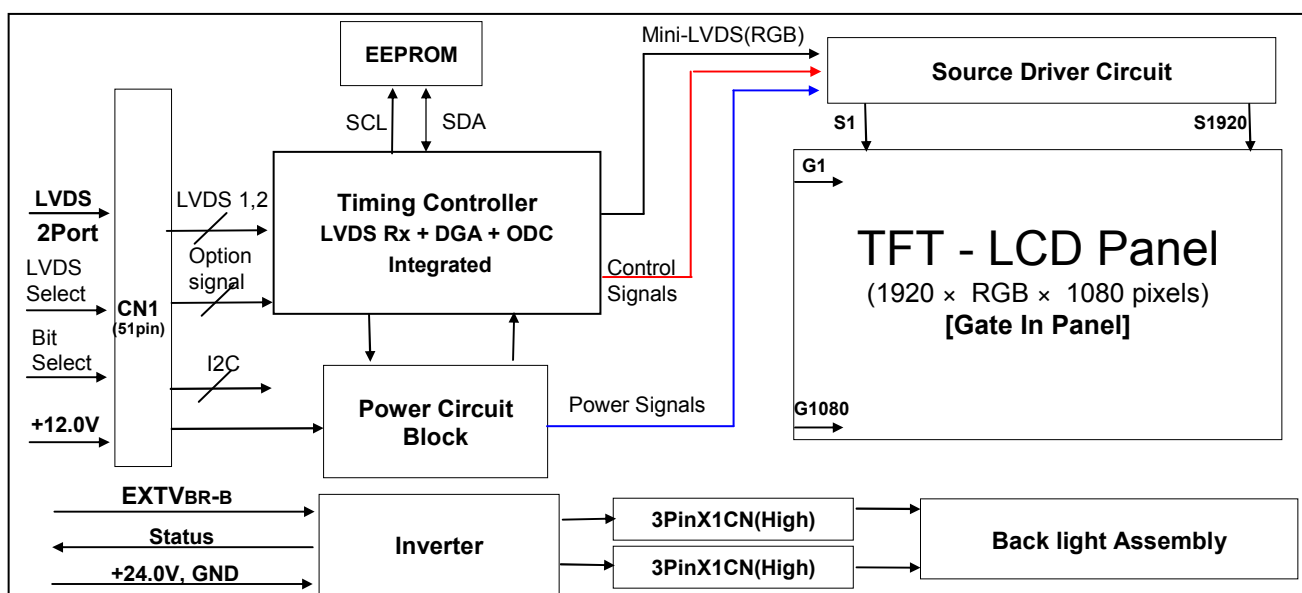 EEPROM
SCL
SDA
Mini-LVDS(RGB)
Source Driver Circuit
S1
S1920
CN1
(51pin)
LVDS
2Port
LVDS
Select
Bit
Select
+12.0V
LVDS 1,2
Option
signal
I2C
Timing Controller
LVDS Rx + DGA + ODC
Integrated
Control
Signals
Power Circuit
Block
Power Signals
G1
TFT - LCD Panel
(1920 × RGB × 1080 pixels)
[Gate In Panel]
G1080
EXTVBR-B
Status
+24.0V, GND
Inverter
3PinX1CN(High)
3PinX1CN(High)
Back light Assembly